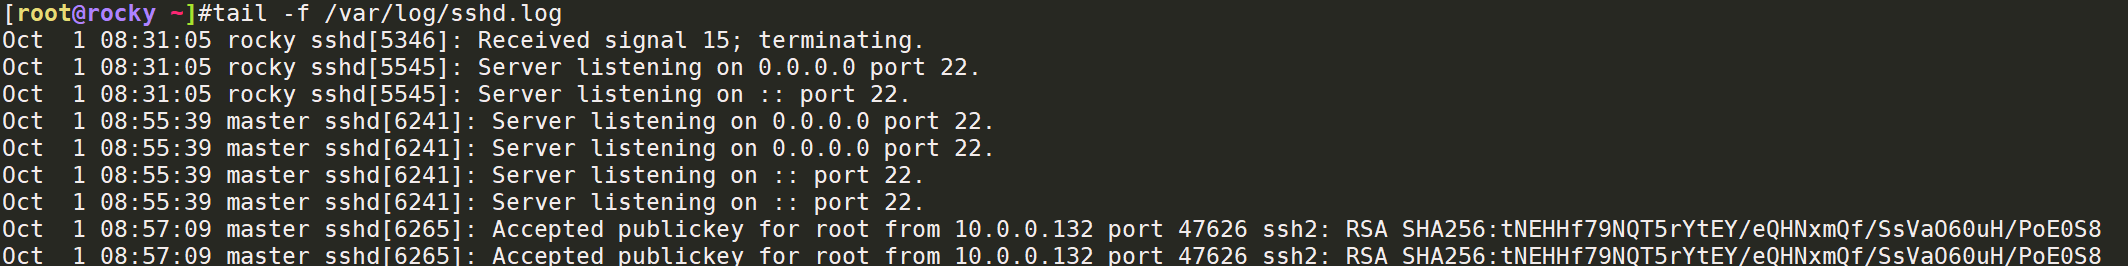 [root@rocky ~]#tail -f /var/log/sshd.log
Oct  1 08:31:05 rocky sshd[5346]: Received signal 15; terminating.
Oct  1 08:31:05 rocky sshd[5545]: Server listening on 0.0.0.0 port 22.
Oct  1 08:31:05 rocky sshd[5545]: Server listening on :: port 22.
Oct  1 08:55:39 master sshd[6241]: Server listening on 0.0.0.0 port 22.
Oct  1 08:55:39 master sshd[6241]: Server listening on 0.0.0.0 port 22.
Oct  1 08:55:39 master sshd[6241]: Server listening on :: port 22.
Oct  1 08:55:39 master sshd[6241]: Server listening on :: port 22.
Oct  1 08:57:09 master sshd[6265]: Accepted publickey for root from 10.0.0.132 port 47626 ssh2: RSA SHA256:tNEHHf79NQT5rYtEY/eQHNxmQf/SsVaO60uH/PoE0S8
Oct  1 08:57:09 master sshd[6265]: Accepted publickey for root from 10.0.0.132 port 47626 ssh2: RSA SHA256:tNEHHf79NQT5rYtEY/eQHNxmQf/SsVaO60uH/PoE0S8